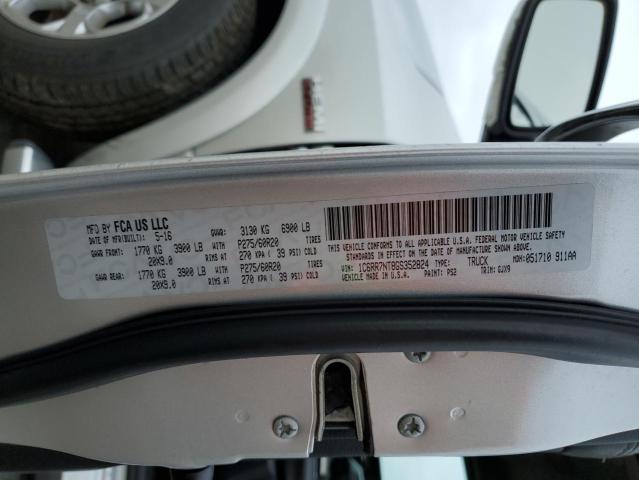 MFD BY FCA US LLC
DATE OF MFR(BUILT): 5-16 GVWR: 3130 KG 6900 LB
GAWR FRONT: 1770 KG 3900 LB WITH P275/60R20 TIRES
20X9.0 RIMS AT 270 KPA ( 39 PSI) COLD
GAWR REAR: 1770 KG 3900 LB WITH P275/60R20 TIRES
20X9.0 RIMS AT 270 KPA ( 39 PSI) COLD
THIS VEHICLE CONFORMS TO ALL APPLICABLE U.S.A. FEDERAL MOTOR VEHICLE
SAFETY STANDARDS IN EFFECT ON THE DATE OF MANUFACTURE SHOWN ABOVE.
VIN: 1C6RR7NT8GS352824 TYPE: TRUCK MDH: 051710 911AA
VEHICLE MADE IN U.S.A. PAINT: PS2 TRIM: GJX9
HEMI